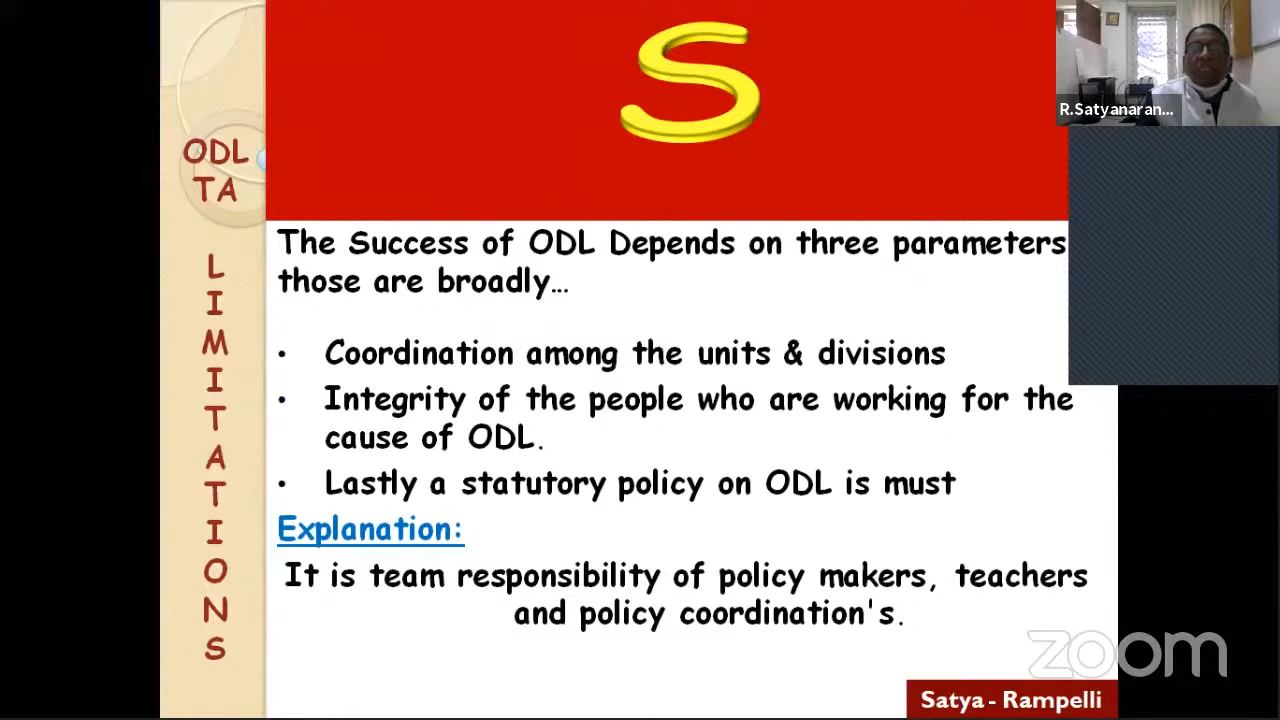 S
R.Satyanaran...
ODL
TA
L
I
M
I
T
A
T
I
O
N
S
The Success of ODL Depends on three parameters
those are broadly…
• Coordination among the units & divisions
• Integrity of the people who are working for the
cause of ODL.
• Lastly a statutory policy on ODL is must
Explanation:
It is team responsibility of policy makers, teachers
and policy coordination's.
zoom
Satya - Rampelli